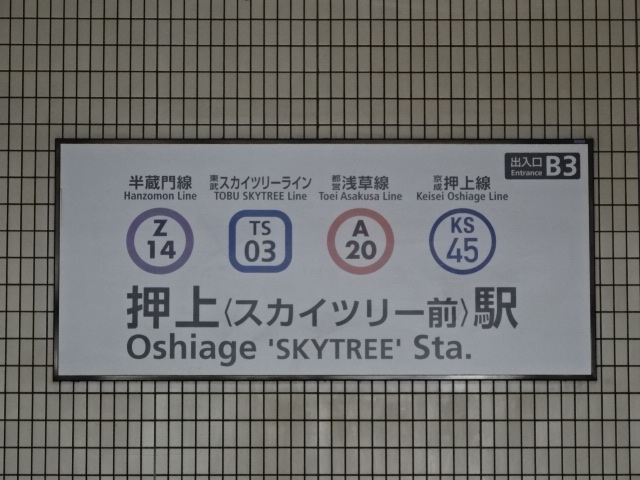 出入口 B3
Entrance
半蔵門線 東武スカイツリーライン 都営浅草線 京成押上線
Hanzomon Line TOBU SKYTREE Line Toei Asakusa Line Keisei Oshiage Line
Z TS A KS
14 03 20 45
押上〈スカイツリー前〉駅
Oshiage 'SKYTREE' Sta.